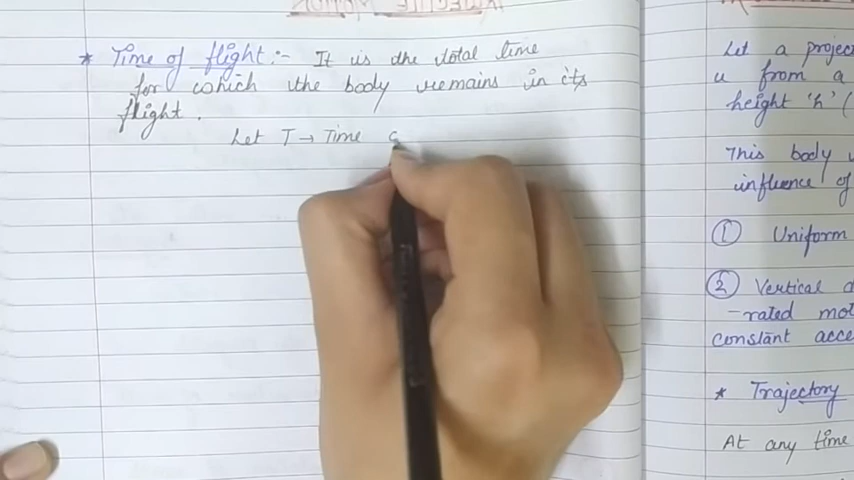 * Time of flight :- It is the total time
for which the body remains in its
flight.
Let T → Time
Let a projec
u from a
height 'h' (
This body
influence of
① Uniform
② Vertical a
-rated mot
constant acce
* Trajectory
At any time